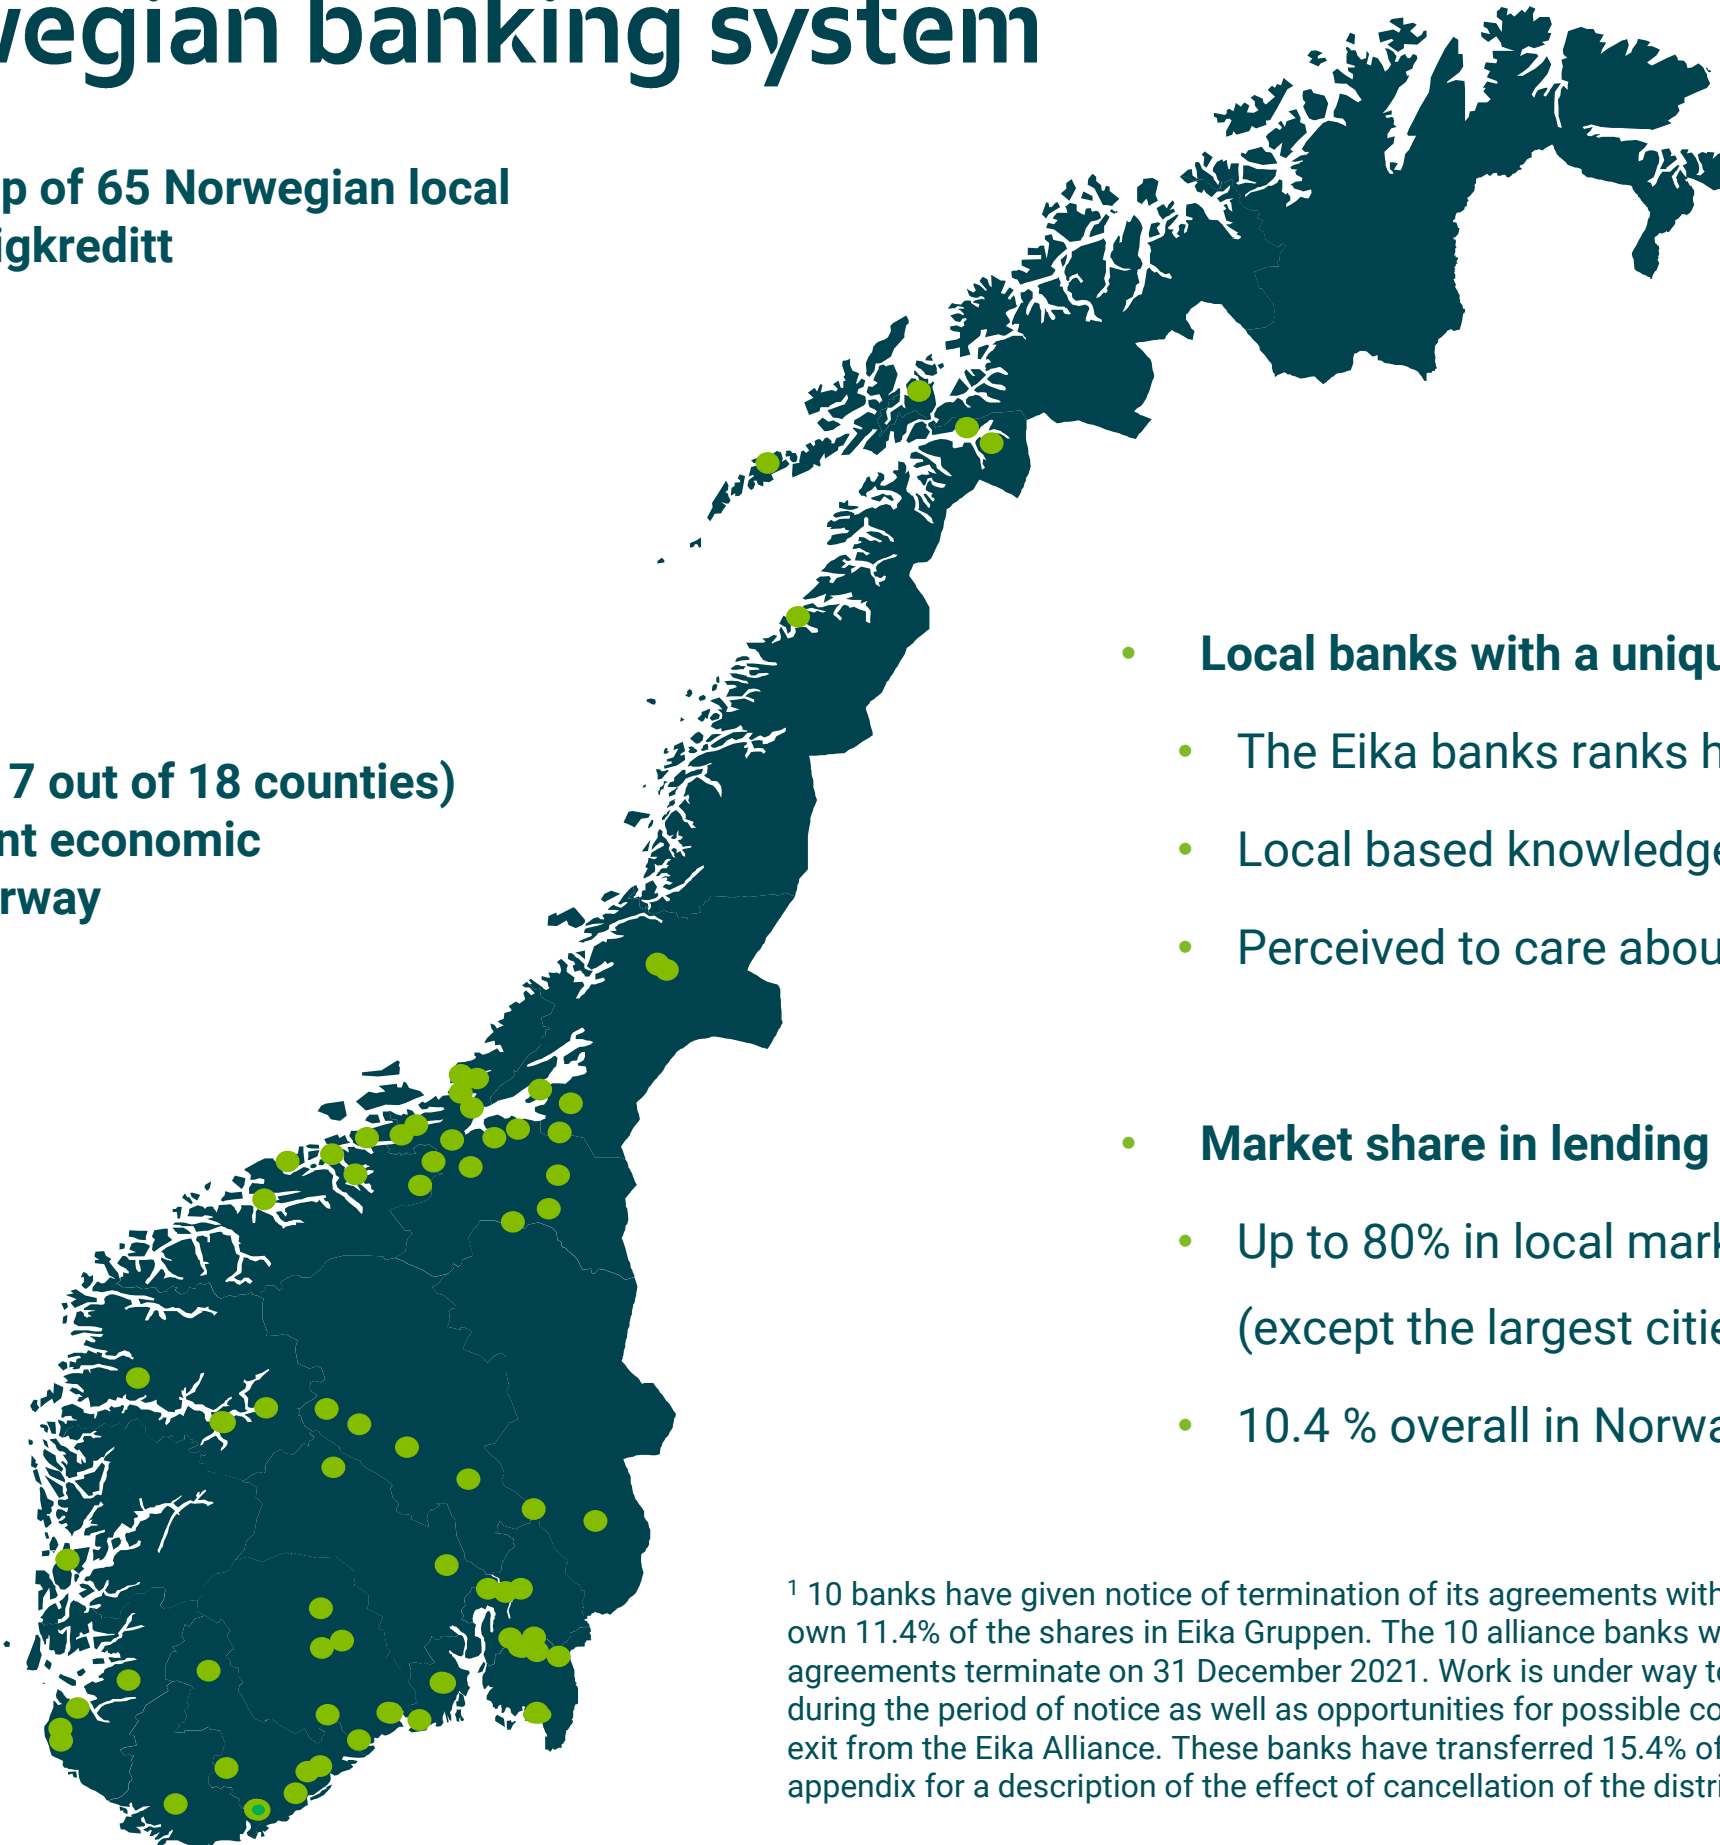 wegian banking system
p of 65 Norwegian local
igkreditt
7 out of 18 counties)
nt economic
rway
• Local banks with a uniqu
• The Eika banks ranks h
• Local based knowledge
• Perceived to care abou
• Market share in lending
• Up to 80% in local mark
(except the largest citie
• 10.4 % overall in Norwa
1 10 banks have given notice of termination of its agreements with
own 11.4% of the shares in Eika Gruppen. The 10 alliance banks w
agreements terminate on 31 December 2021. Work is under way to
during the period of notice as well as opportunities for possible co
exit from the Eika Alliance. These banks have transferred 15.4% of
appendix for a description of the effect of cancellation of the distri